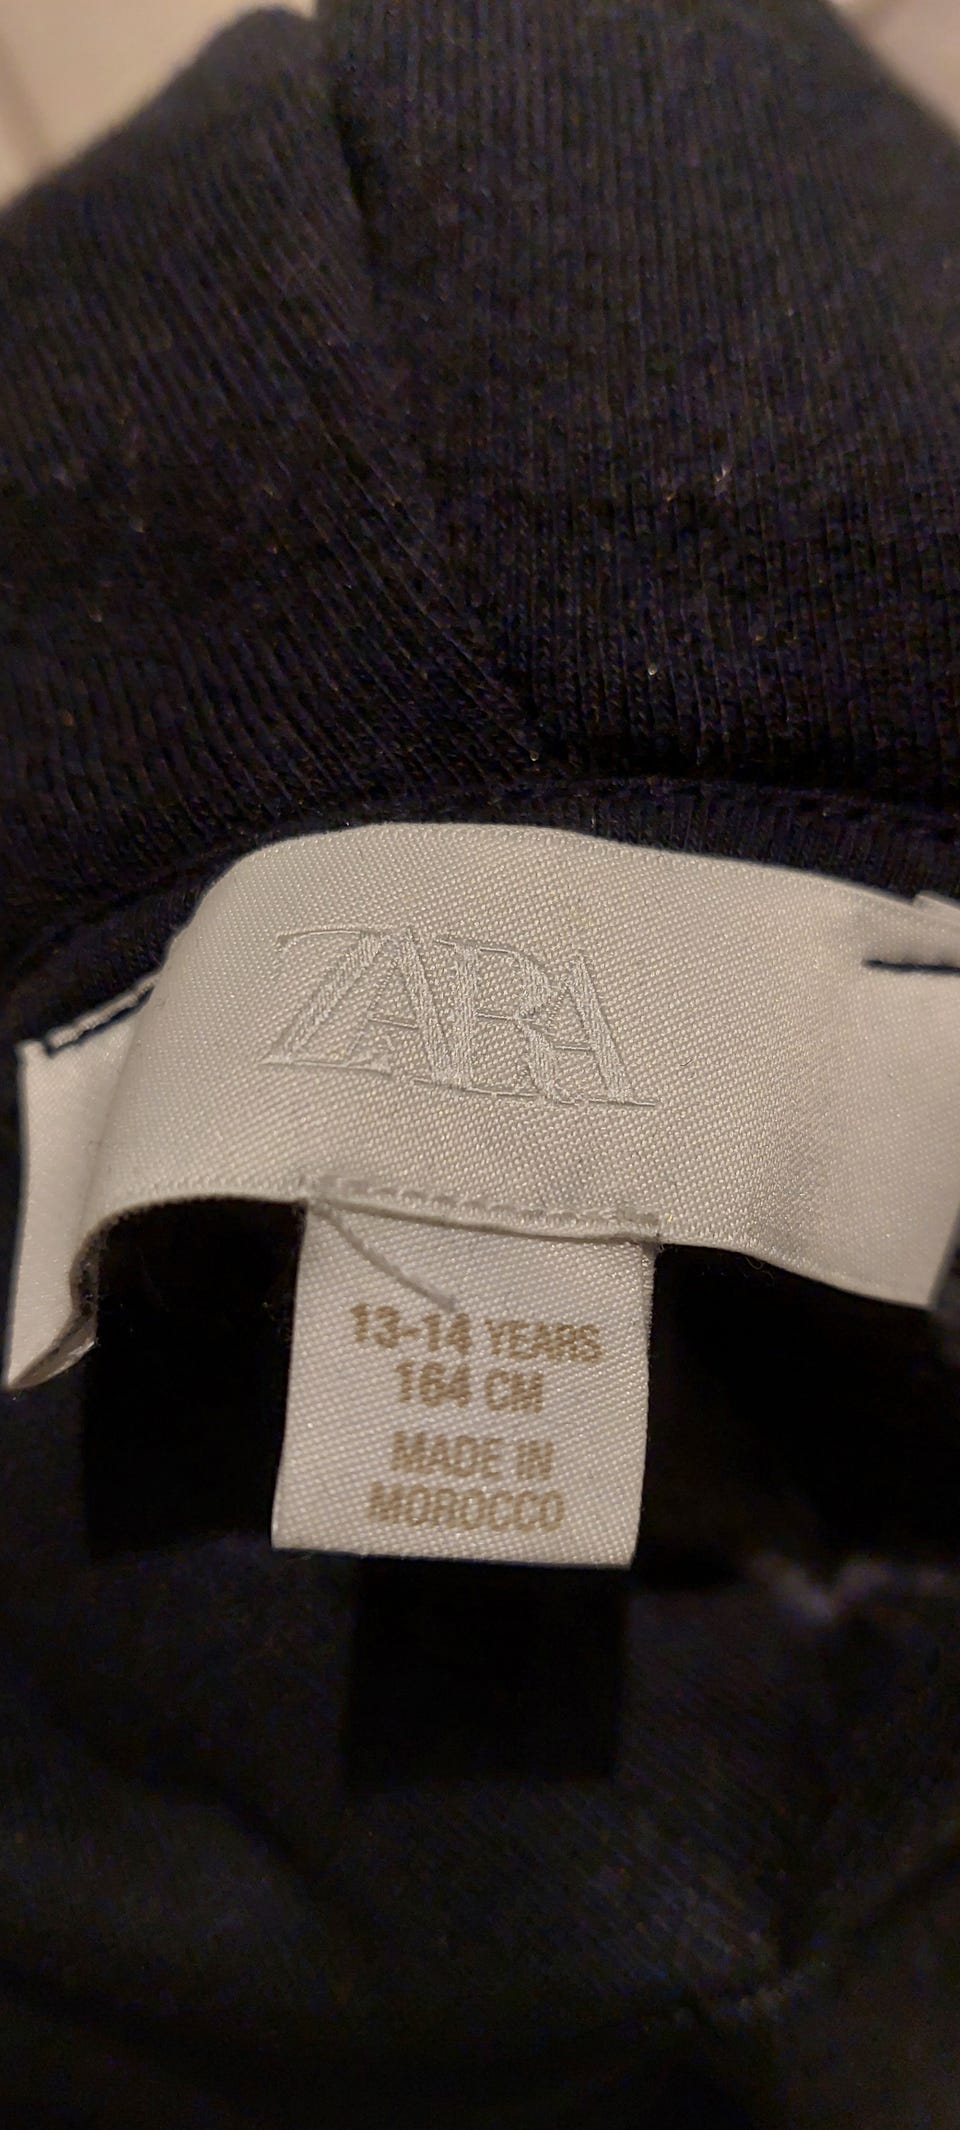 ZARA
13-14 YEARS
164 CM
MADE IN
MOROCCO